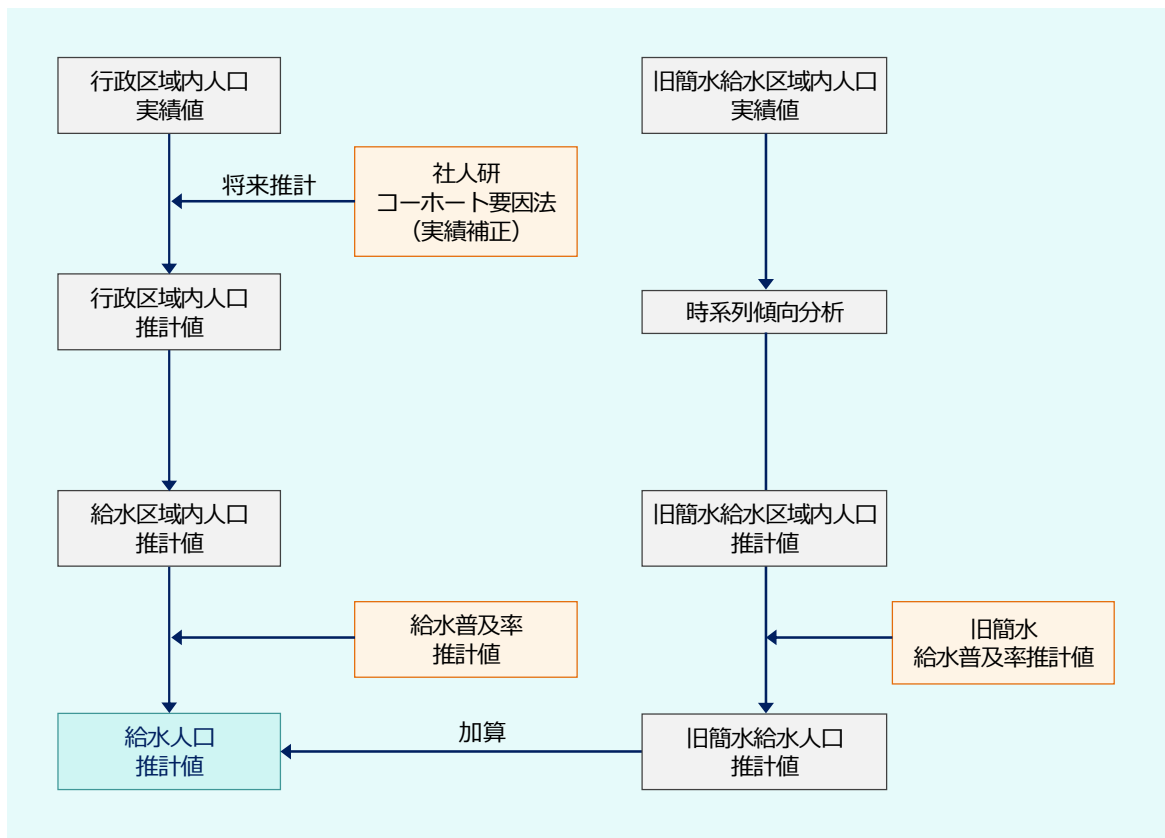 行政区域内人口
実績値
旧簡水給水区域内人口
実績値
将来推計
社人研
コーホート要因法
（実績補正）
行政区域内人口
推計値
時系列傾向分析
給水区域内人口
推計値
旧簡水給水区域内人口
推計値
給水普及率
推計値
旧簡水
給水普及率推計値
給水人口
推計値
加算
旧簡水給水人口
推計値